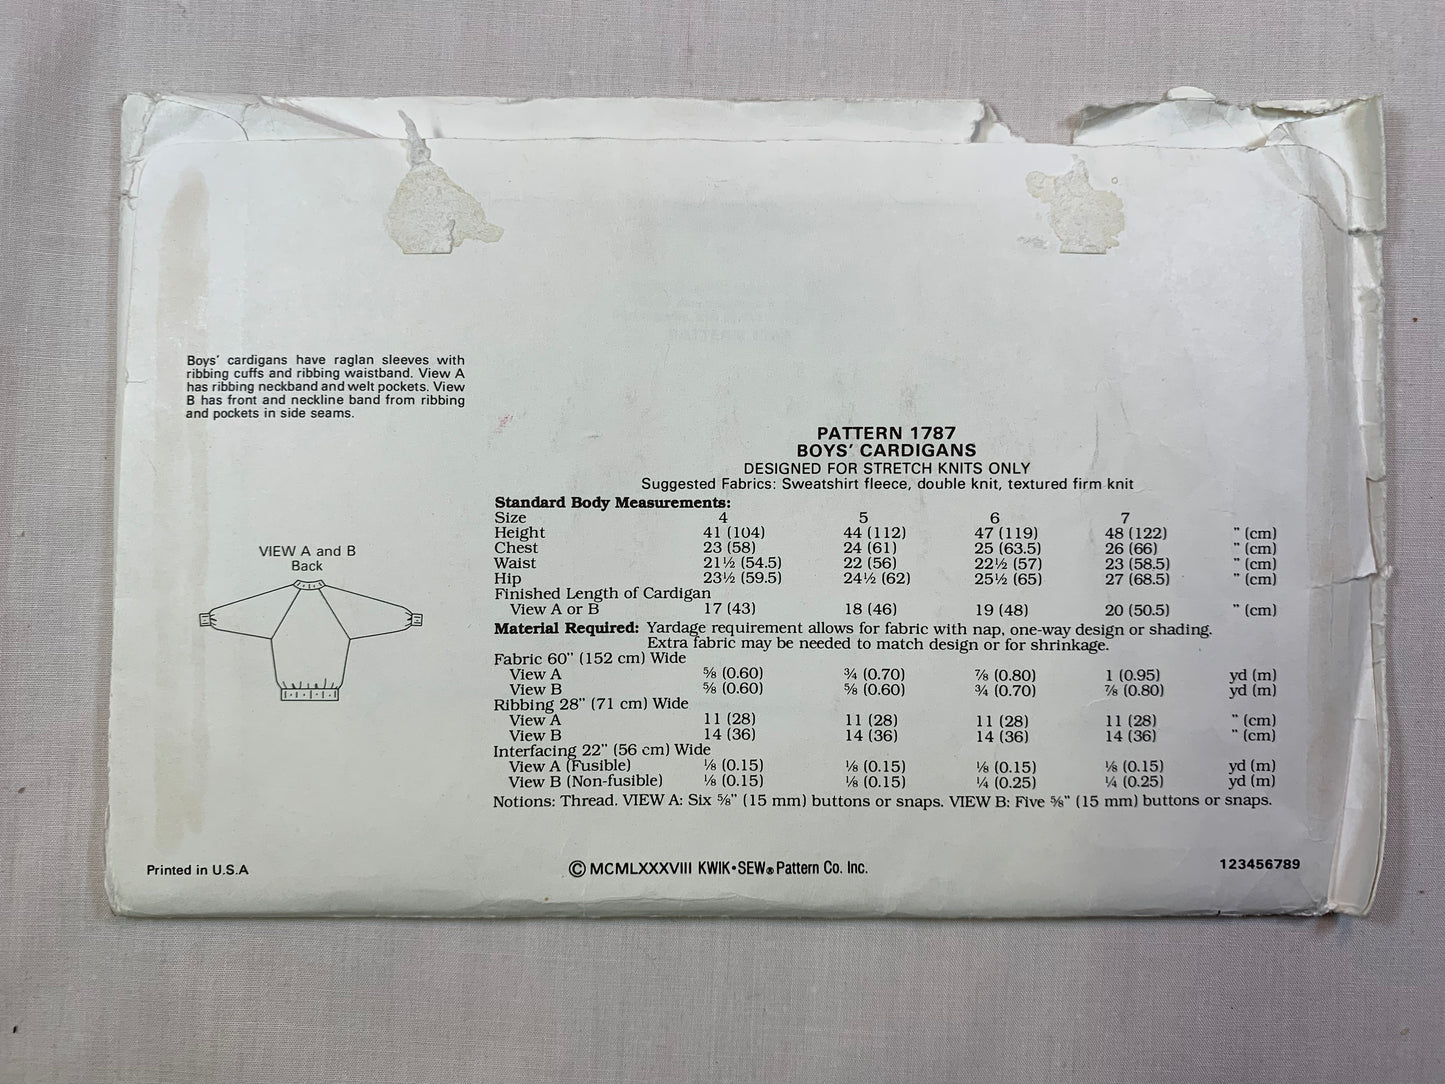 Boys' cardigans have raglan sleeves with
ribbing cuffs and ribbing waistband. View A
has ribbing neckband and welt pockets. View
B has front and neckline band from ribbing
and pockets in side seams.
VIEW A and B
Back
PATTERN 1787
BOYS' CARDIGANS
DESIGNED FOR STRETCH KNITS ONLY
Suggested Fabrics: Sweatshirt fleece, double knit, textured firm knit
Standard Body Measurements:
Size 4 5 6 7
Height 41 (104) 44 (112) 47 (119) 48 (122) " (cm)
Chest 23 (58) 24 (61) 25 (63.5) 26 (66) " (cm)
Waist 21½ (54.5) 22 (56) 22½ (57) 23 (58.5) " (cm)
Hip 23½ (59.5) 24½ (62) 25½ (65) 27 (68.5) " (cm)
Finished Length of Cardigan
View A or B 17 (43) 18 (46) 19 (48) 20 (50.5) " (cm)
Material Required: Yardage requirement allows for fabric with nap, one-way design or shading.
Extra fabric may be needed to match design or for shrinkage.
Fabric 60" (152 cm) Wide
View A ⅝ (0.60) ¾ (0.70) ⅞ (0.80) 1 (0.95) yd (m)
View B ⅝ (0.60) ⅝ (0.60) ¾ (0.70) ⅞ (0.80) yd (m)
Ribbing 28" (71 cm) Wide
View A 11 (28) 11 (28) 11 (28) 11 (28) " (cm)
View B 14 (36) 14 (36) 14 (36) 14 (36) " (cm)
Interfacing 22" (56 cm) Wide
View A (Fusible) ⅛ (0.15) ⅛ (0.15) ⅛ (0.15) ⅛ (0.15) yd (m)
View B (Non-fusible) ⅛ (0.15) ⅛ (0.15) ¼ (0.25) ¼ (0.25) yd (m)
Notions: Thread. VIEW A: Six ⅝" (15 mm) buttons or snaps. VIEW B: Five ⅝" (15 mm) buttons or snaps.
Printed in U.S.A
© MCMLXXXVIII KWIK•SEW® Pattern Co. Inc.
123456789